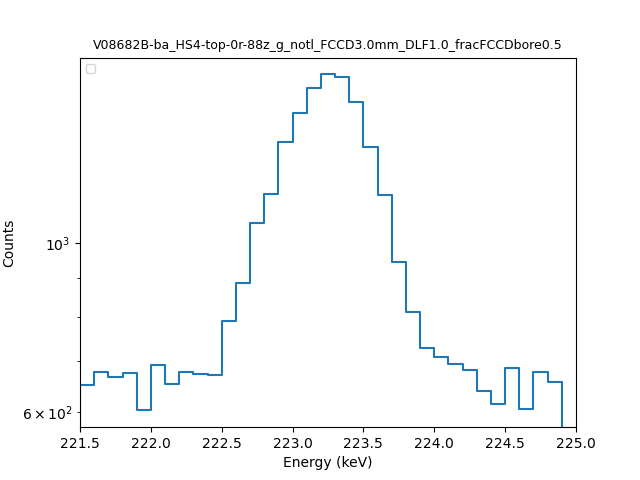 V08682B-ba_HS4-top-0r-88z_g_notl_FCCD3.0mm_DLF1.0_fracFCCDbore0.5
Counts
10³
6 × 10²
221.5 222.0 222.5 223.0 223.5 224.0 224.5 225.0
Energy (keV)